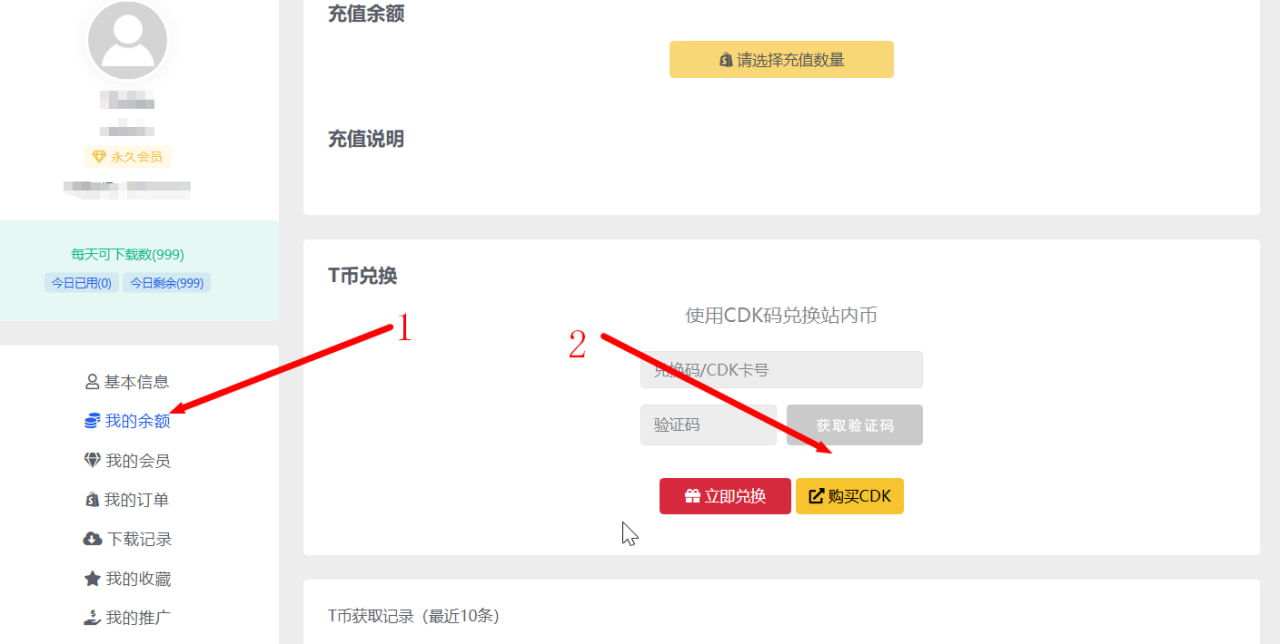 永久会员
每天可下载数(999)
今日已用(0) 今日剩余(999)
基本信息
我的余额
我的会员
我的订单
下载记录
我的收藏
我的推广
充值余额
请选择充值数量
充值说明
T币兑换
使用CDK码兑换站内币
兑换码/CDK卡号
验证码 获取验证码
立即兑换 购买CDK
T币获取记录（最近10条）
1
2